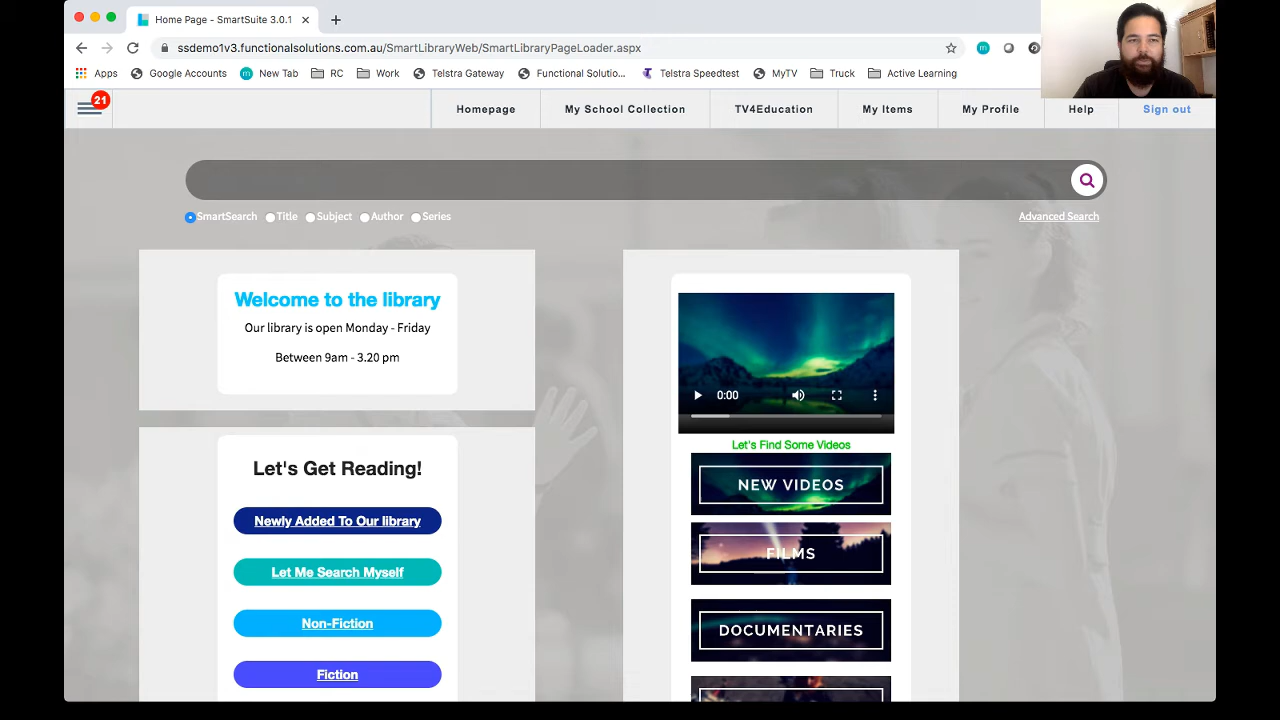 Home Page - SmartSuite 3.0.1
ssdemo1v3.functionalsolutions.com.au/SmartLibraryWeb/SmartLibraryPageLoader.aspx
Apps Google Accounts New Tab RC Work Telstra Gateway Functional Solutio... Telstra Speedtest MyTV Truck Active Learning
21
Homepage My School Collection TV4Education My Items My Profile Help Sign out
SmartSearch Title Subject Author Series Advanced Search
Welcome to the library
Our library is open Monday - Friday
Between 9am - 3.20 pm
Let's Get Reading!
Newly Added To Our library
Let Me Search Myself
Non-Fiction
Fiction
0:00
Let's Find Some Videos
NEW VIDEOS
FILMS
DOCUMENTARIES